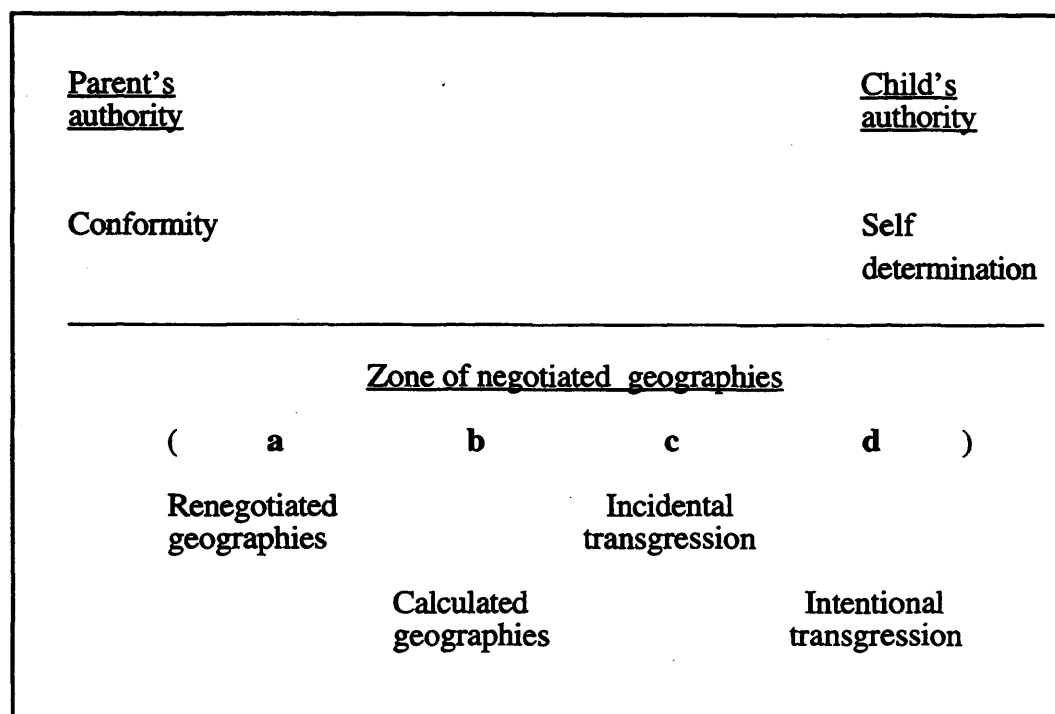 Parent's
authority
Child's
authority
Conformity
Self
determination
Zone of negotiated geographies
( a b c d )
Renegotiated
geographies
Incidental
transgression
Calculated
geographies
Intentional
transgression